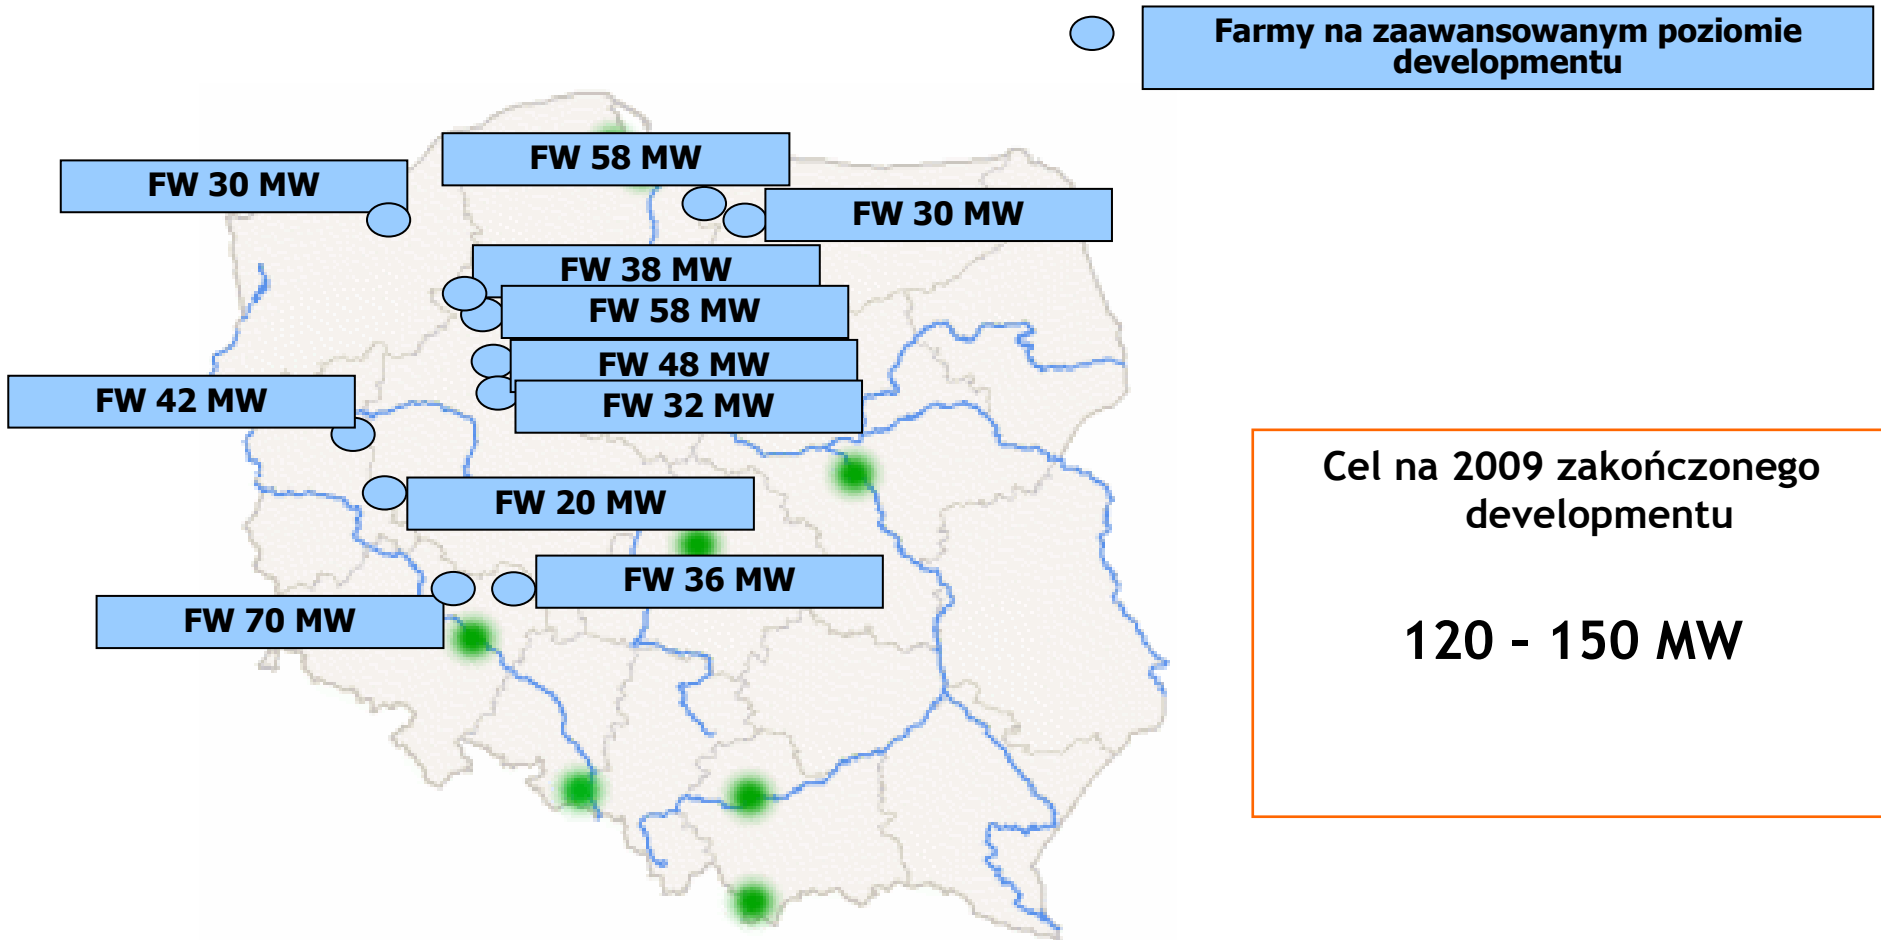 Farmy na zaawansowanym poziomie
developmentu
FW 58 MW
FW 30 MW
FW 30 MW
FW 38 MW
FW 58 MW
FW 48 MW
FW 42 MW
FW 32 MW
FW 20 MW
FW 36 MW
FW 70 MW
Cel na 2009 zakończonego
developmentu
120 – 150 MW